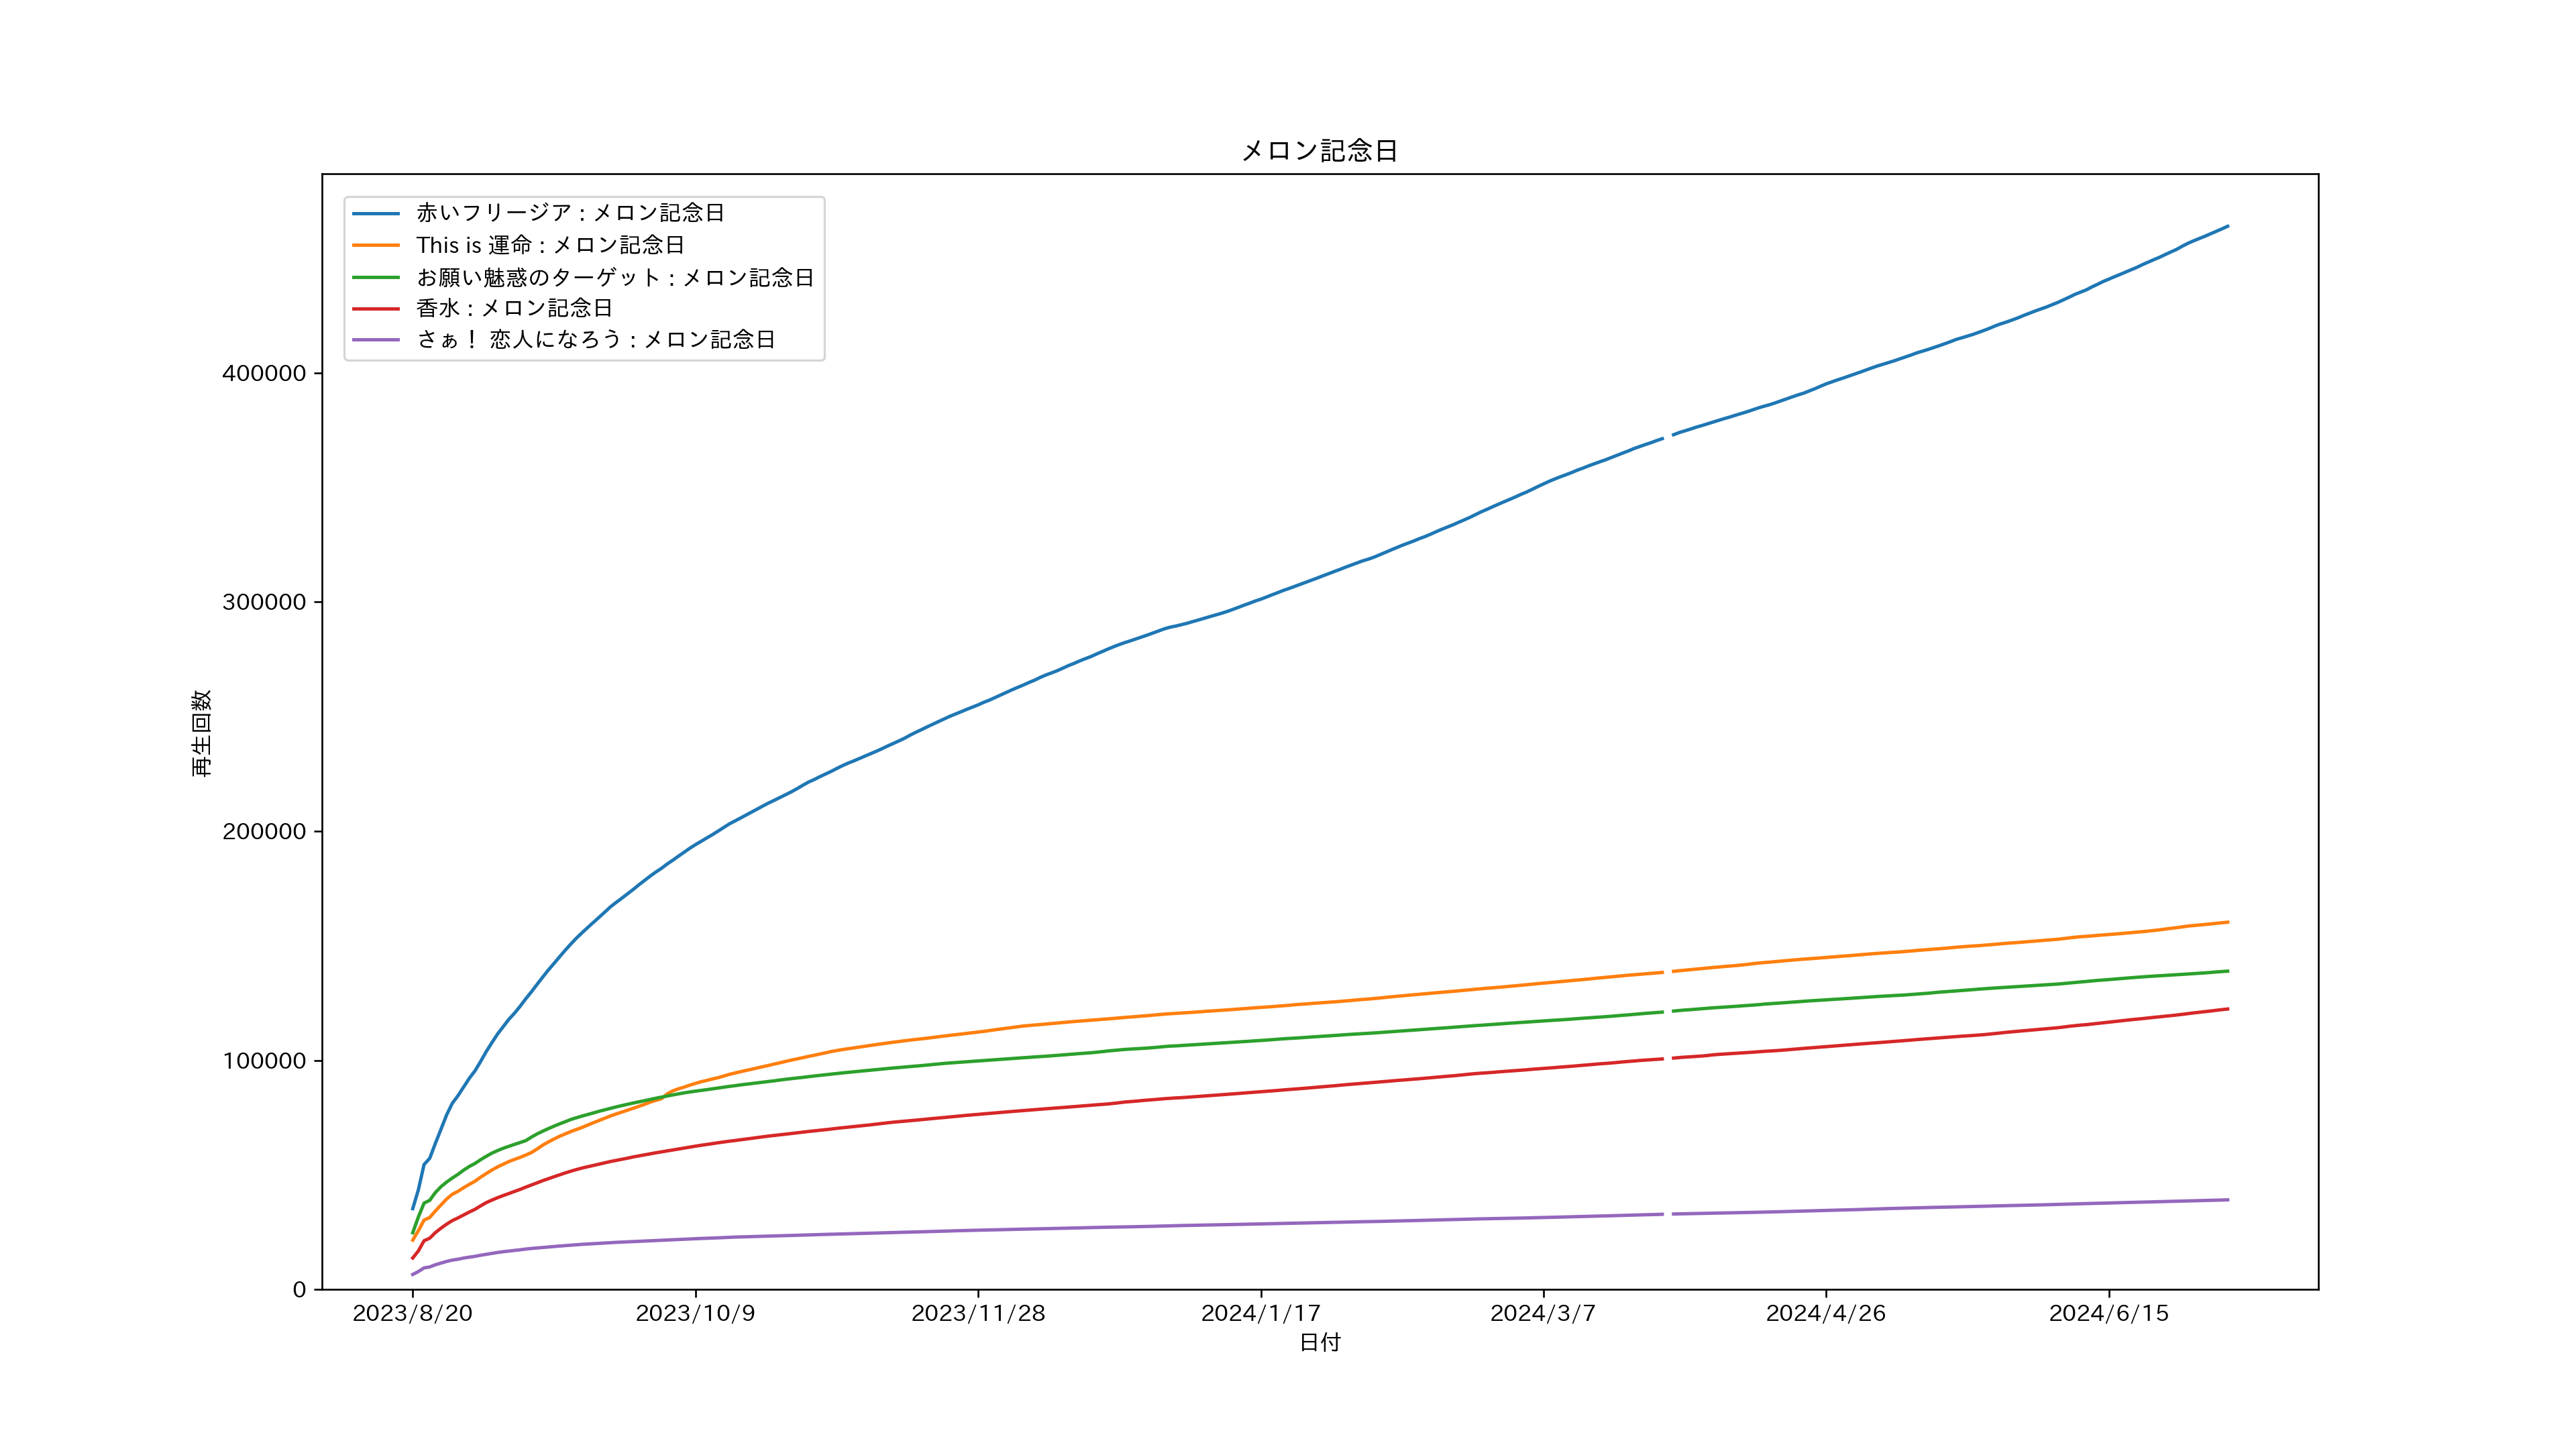 メロン記念日
赤いフリージア : メロン記念日
This is 運命 : メロン記念日
お願い魅惑のターゲット : メロン記念日
香水 : メロン記念日
さぁ！ 恋人になろう : メロン記念日
400000
300000
200000
100000
0
再生回数
2023/8/20 2023/10/9 2023/11/28 2024/1/17 2024/3/7 2024/4/26 2024/6/15
日付